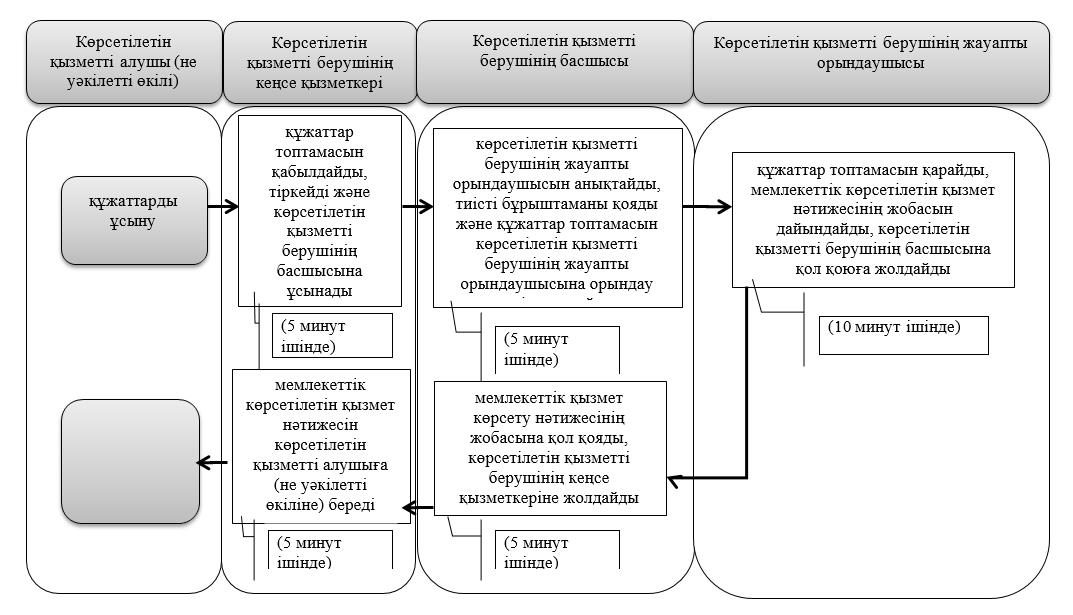 Көрсетілетін
қызметті алушы (не
уәкілетті өкілі)
Көрсетілетін
қызметті берушінің
кеңсе қызметкері
Көрсетілетін қызметті
берушінің басшысы
Көрсетілетін қызметті берушінің жауапты
орындаушысы
құжаттарды
ұсыну
құжаттар
топтамасын
қабылдайды,
тіркейді және
көрсетілетін
қызметті
берушінің
басшысына
ұсынады
(5 минут
ішінде)
көрсетілетін қызметті
берушінің жауапты
орындаушысын анықтайды,
тиісті бұрыштаманы қояды
және құжаттар топтамасын
көрсетілетін қызметті
берушінің жауапты
орындаушысына орындау
(5 минут
ішінде)
құжаттар топтамасын қарайды,
мемлекеттік көрсетілетін қызмет
нәтижесінің жобасын
дайындайды, көрсетілетін
қызметті берушінің басшысына
қол қоюға жолдайды
(10 минут ішінде)
мемлекеттік
көрсетілетін қызмет
нәтижесін
көрсетілетін
қызметті алушыға
(не уәкілетті
өкіліне) береді
(5 минут
ішінде)
мемлекеттік қызмет
көрсету нәтижесінің
жобасына қол қояды,
көрсетілетін қызметті
берушінің кеңсе
қызметкеріне жолдайды
(5 минут
ішінде)